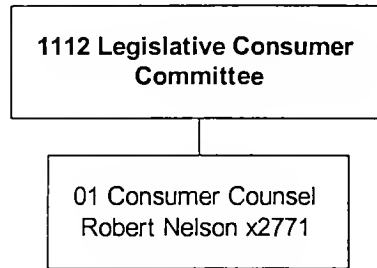 1112 Legislative Consumer
Committee
01 Consumer Counsel
Robert Nelson x2771